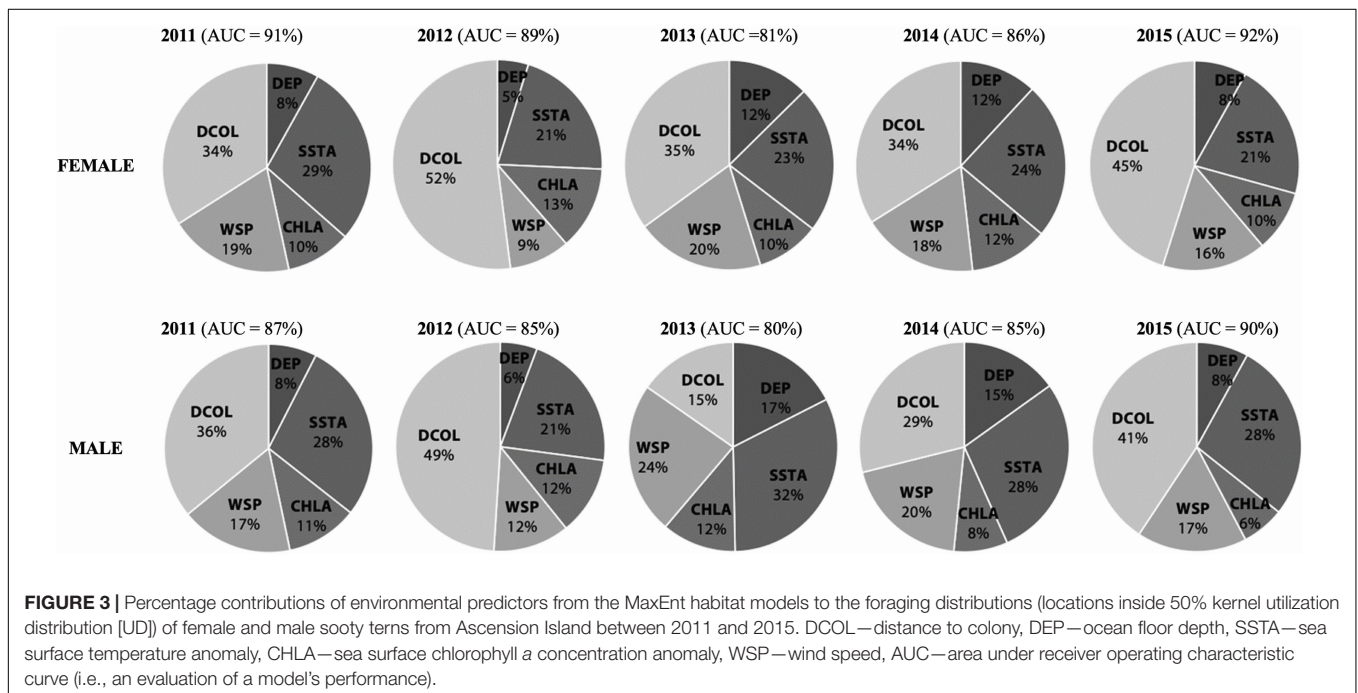 2011 (AUC = 91%)
2012 (AUC = 89%)
2013 (AUC =81%)
2014 (AUC = 86%)
2015 (AUC = 92%)
FEMALE
DEP
8%
SSTA
29%
CHLA
10%
WSP
19%
DCOL
34%
DEP
5%
SSTA
21%
CHLA
13%
WSP
9%
DCOL
52%
DEP
12%
SSTA
23%
CHLA
10%
WSP
20%
DCOL
35%
DEP
12%
SSTA
24%
CHLA
12%
WSP
18%
DCOL
34%
DEP
8%
SSTA
21%
CHLA
10%
WSP
16%
DCOL
45%
2011 (AUC = 87%)
2012 (AUC = 85%)
2013 (AUC = 80%)
2014 (AUC = 85%)
2015 (AUC = 90%)
MALE
DEP
8%
SSTA
28%
CHLA
11%
WSP
17%
DCOL
36%
DEP
6%
SSTA
21%
CHLA
12%
WSP
12%
DCOL
49%
DEP
17%
SSTA
32%
CHLA
12%
WSP
24%
DCOL
15%
DEP
15%
SSTA
28%
CHLA
8%
WSP
20%
DCOL
29%
DEP
8%
SSTA
28%
CHLA
6%
WSP
17%
DCOL
41%
FIGURE 3 | Percentage contributions of environmental predictors from the MaxEnt habitat models to the foraging distributions (locations inside 50% kernel utilization
distribution [UD]) of female and male sooty terns from Ascension Island between 2011 and 2015. DCOL—distance to colony, DEP—ocean floor depth, SSTA—sea
surface temperature anomaly, CHLA—sea surface chlorophyll a concentration anomaly, WSP—wind speed, AUC—area under receiver operating characteristic
curve (i.e., an evaluation of a model's performance).